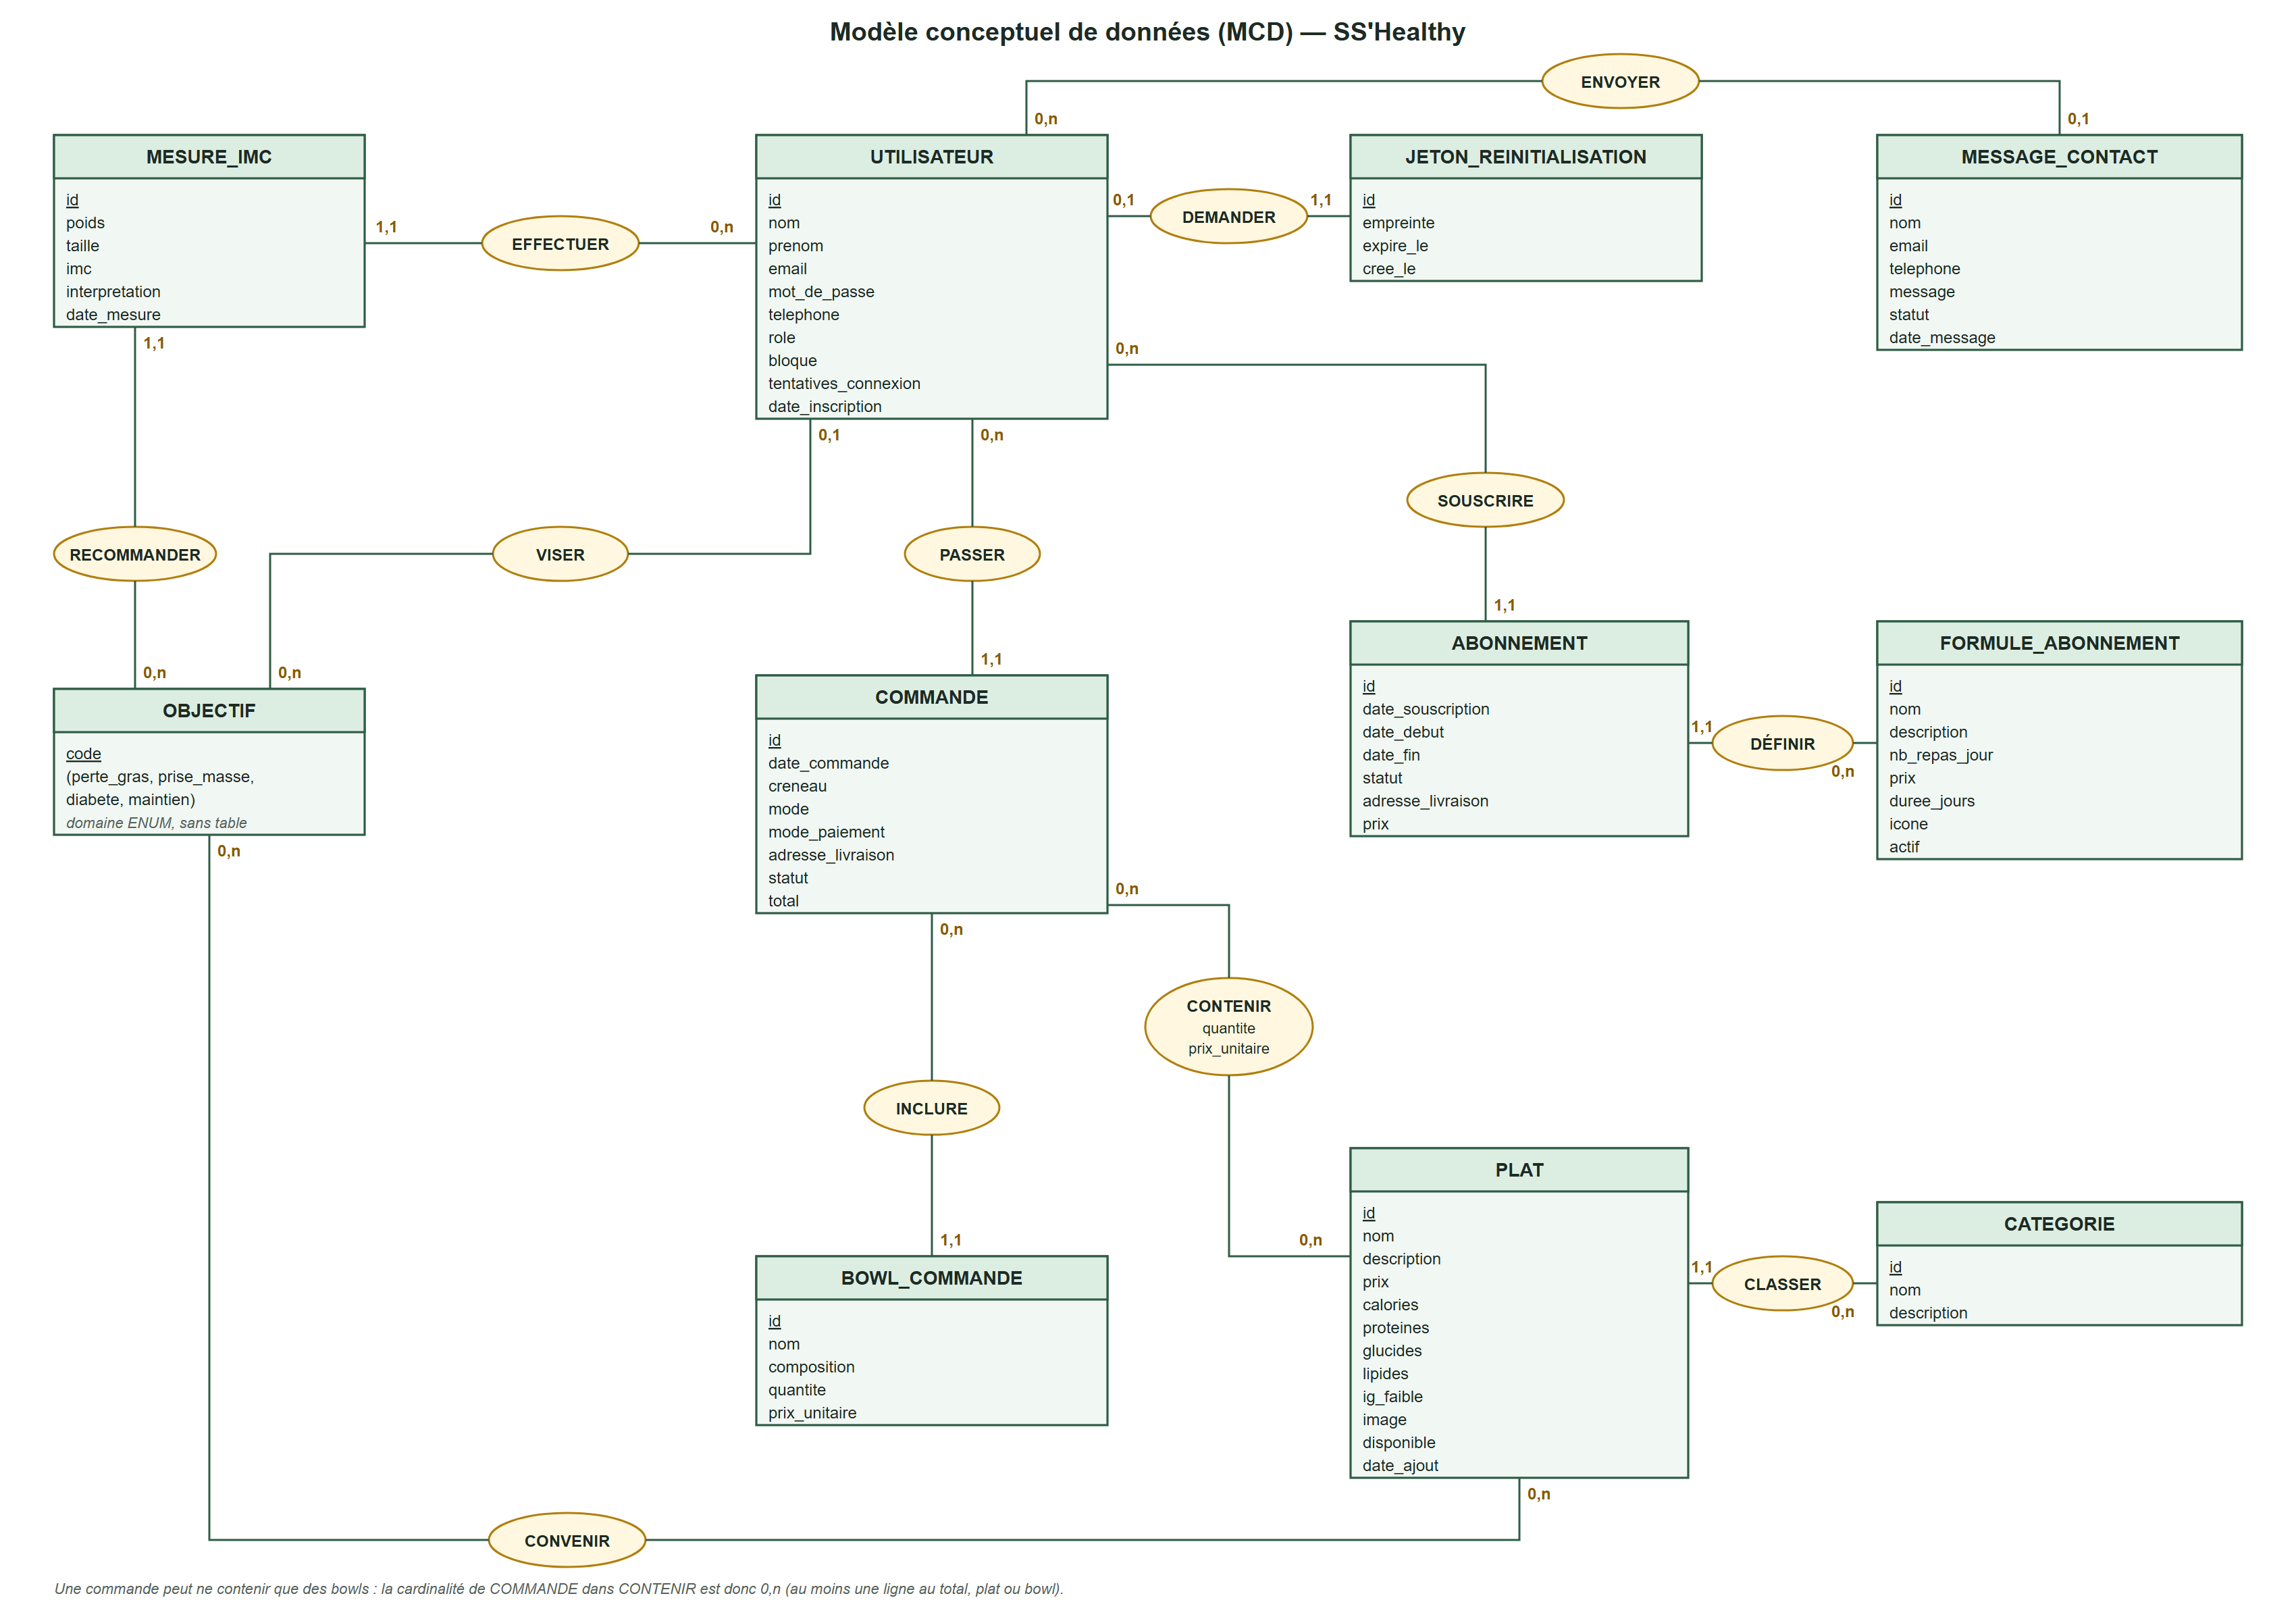 Modèle conceptuel de données (MCD) — SS'Healthy
ENVOYER
0,n
0,1
MESURE_IMC
id
poids
taille
imc
interpretation
date_mesure
1,1
EFFECTUER
0,n
UTILISATEUR
id
nom
prenom
email
mot_de_passe
telephone
role
bloque
tentatives_connexion
date_inscription
0,1
DEMANDER
1,1
JETON_REINITIALISATION
id
empreinte
expire_le
cree_le
MESSAGE_CONTACT
id
nom
email
telephone
message
statut
date_message
1,1
0,n
0,1
0,n
SOUSCRIRE
RECOMMANDER
VISER
PASSER
1,1
0,n
0,n
1,1
OBJECTIF
code
(perte_gras, prise_masse,
diabete, maintien)
domaine ENUM, sans table
0,n
COMMANDE
id
date_commande
creneau
mode
mode_paiement
adresse_livraison
statut
total
ABONNEMENT
id
date_souscription
date_debut
date_fin
statut
adresse_livraison
prix
1,1
DÉFINIR
0,n
FORMULE_ABONNEMENT
id
nom
description
nb_repas_jour
prix
duree_jours
icone
actif
0,n
0,n
CONTENIR
quantite
prix_unitaire
INCLURE
1,1
0,n
BOWL_COMMANDE
id
nom
composition
quantite
prix_unitaire
PLAT
id
nom
description
prix
calories
proteines
glucides
lipides
ig_faible
image
disponible
date_ajout
1,1
CLASSER
0,n
CATEGORIE
id
nom
description
0,n
CONVENIR
Une commande peut ne contenir que des bowls : la cardinalité de COMMANDE dans CONTENIR est donc 0,n (au moins une ligne au total, plat ou bowl).